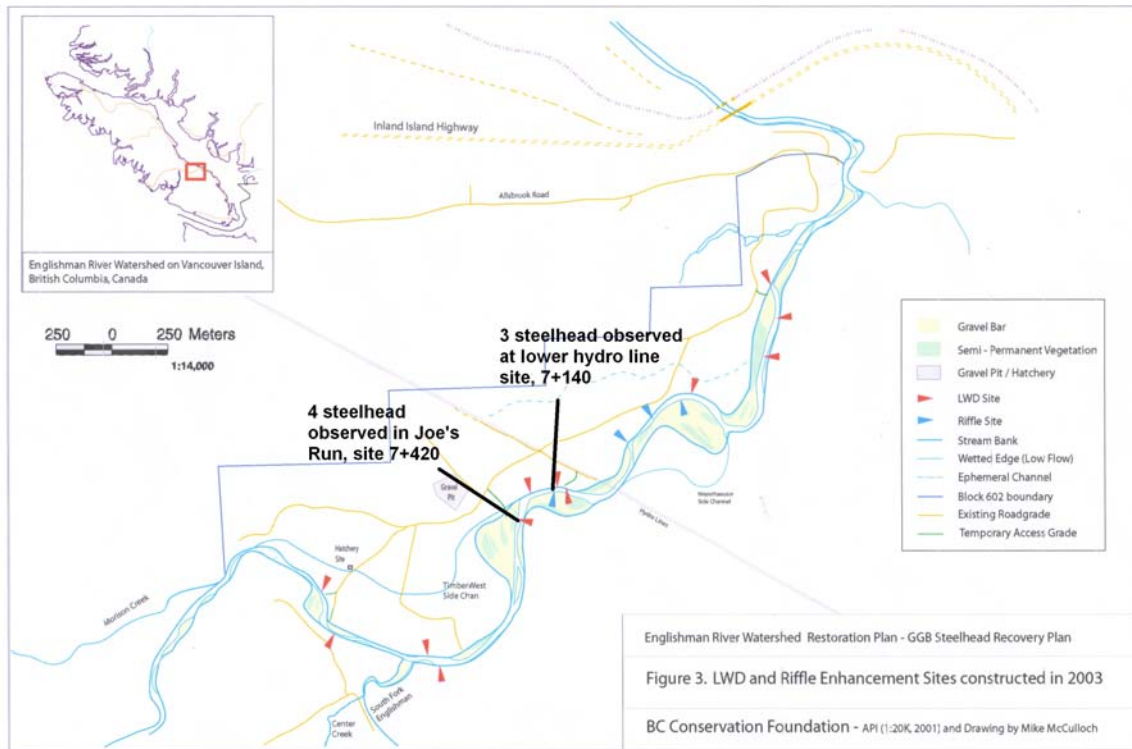 Englishman River Watershed on Vancouver Island,
British Columbia, Canada
250 0 250 Meters
1:14,000
Inland Island Highway
Allsbrook Road
3 steelhead observed
at lower hydro line
site, 7+140
4 steelhead
observed in Joe's
Run, site 7+420
Gravel
Pit
Hydro Lines
Side Channel
Hatchery
Site
TimberWest
Side Chan
Morison Creek
South Fork
Englishman
Center
Creek
Gravel Bar
Semi - Permanent Vegetation
Gravel Pit / Hatchery
LWD Site
Riffle Site
Stream Bank
Wetted Edge (Low Flow)
Ephemeral Channel
Block 602 boundary
Existing Roadgrade
Temporary Access Grade
Englishman River Watershed Restoration Plan - GGB Steelhead Recovery Plan
Figure 3. LWD and Riffle Enhancement Sites constructed in 2003
BC Conservation Foundation - API (1:20K, 2001) and Drawing by Mike McCulloch